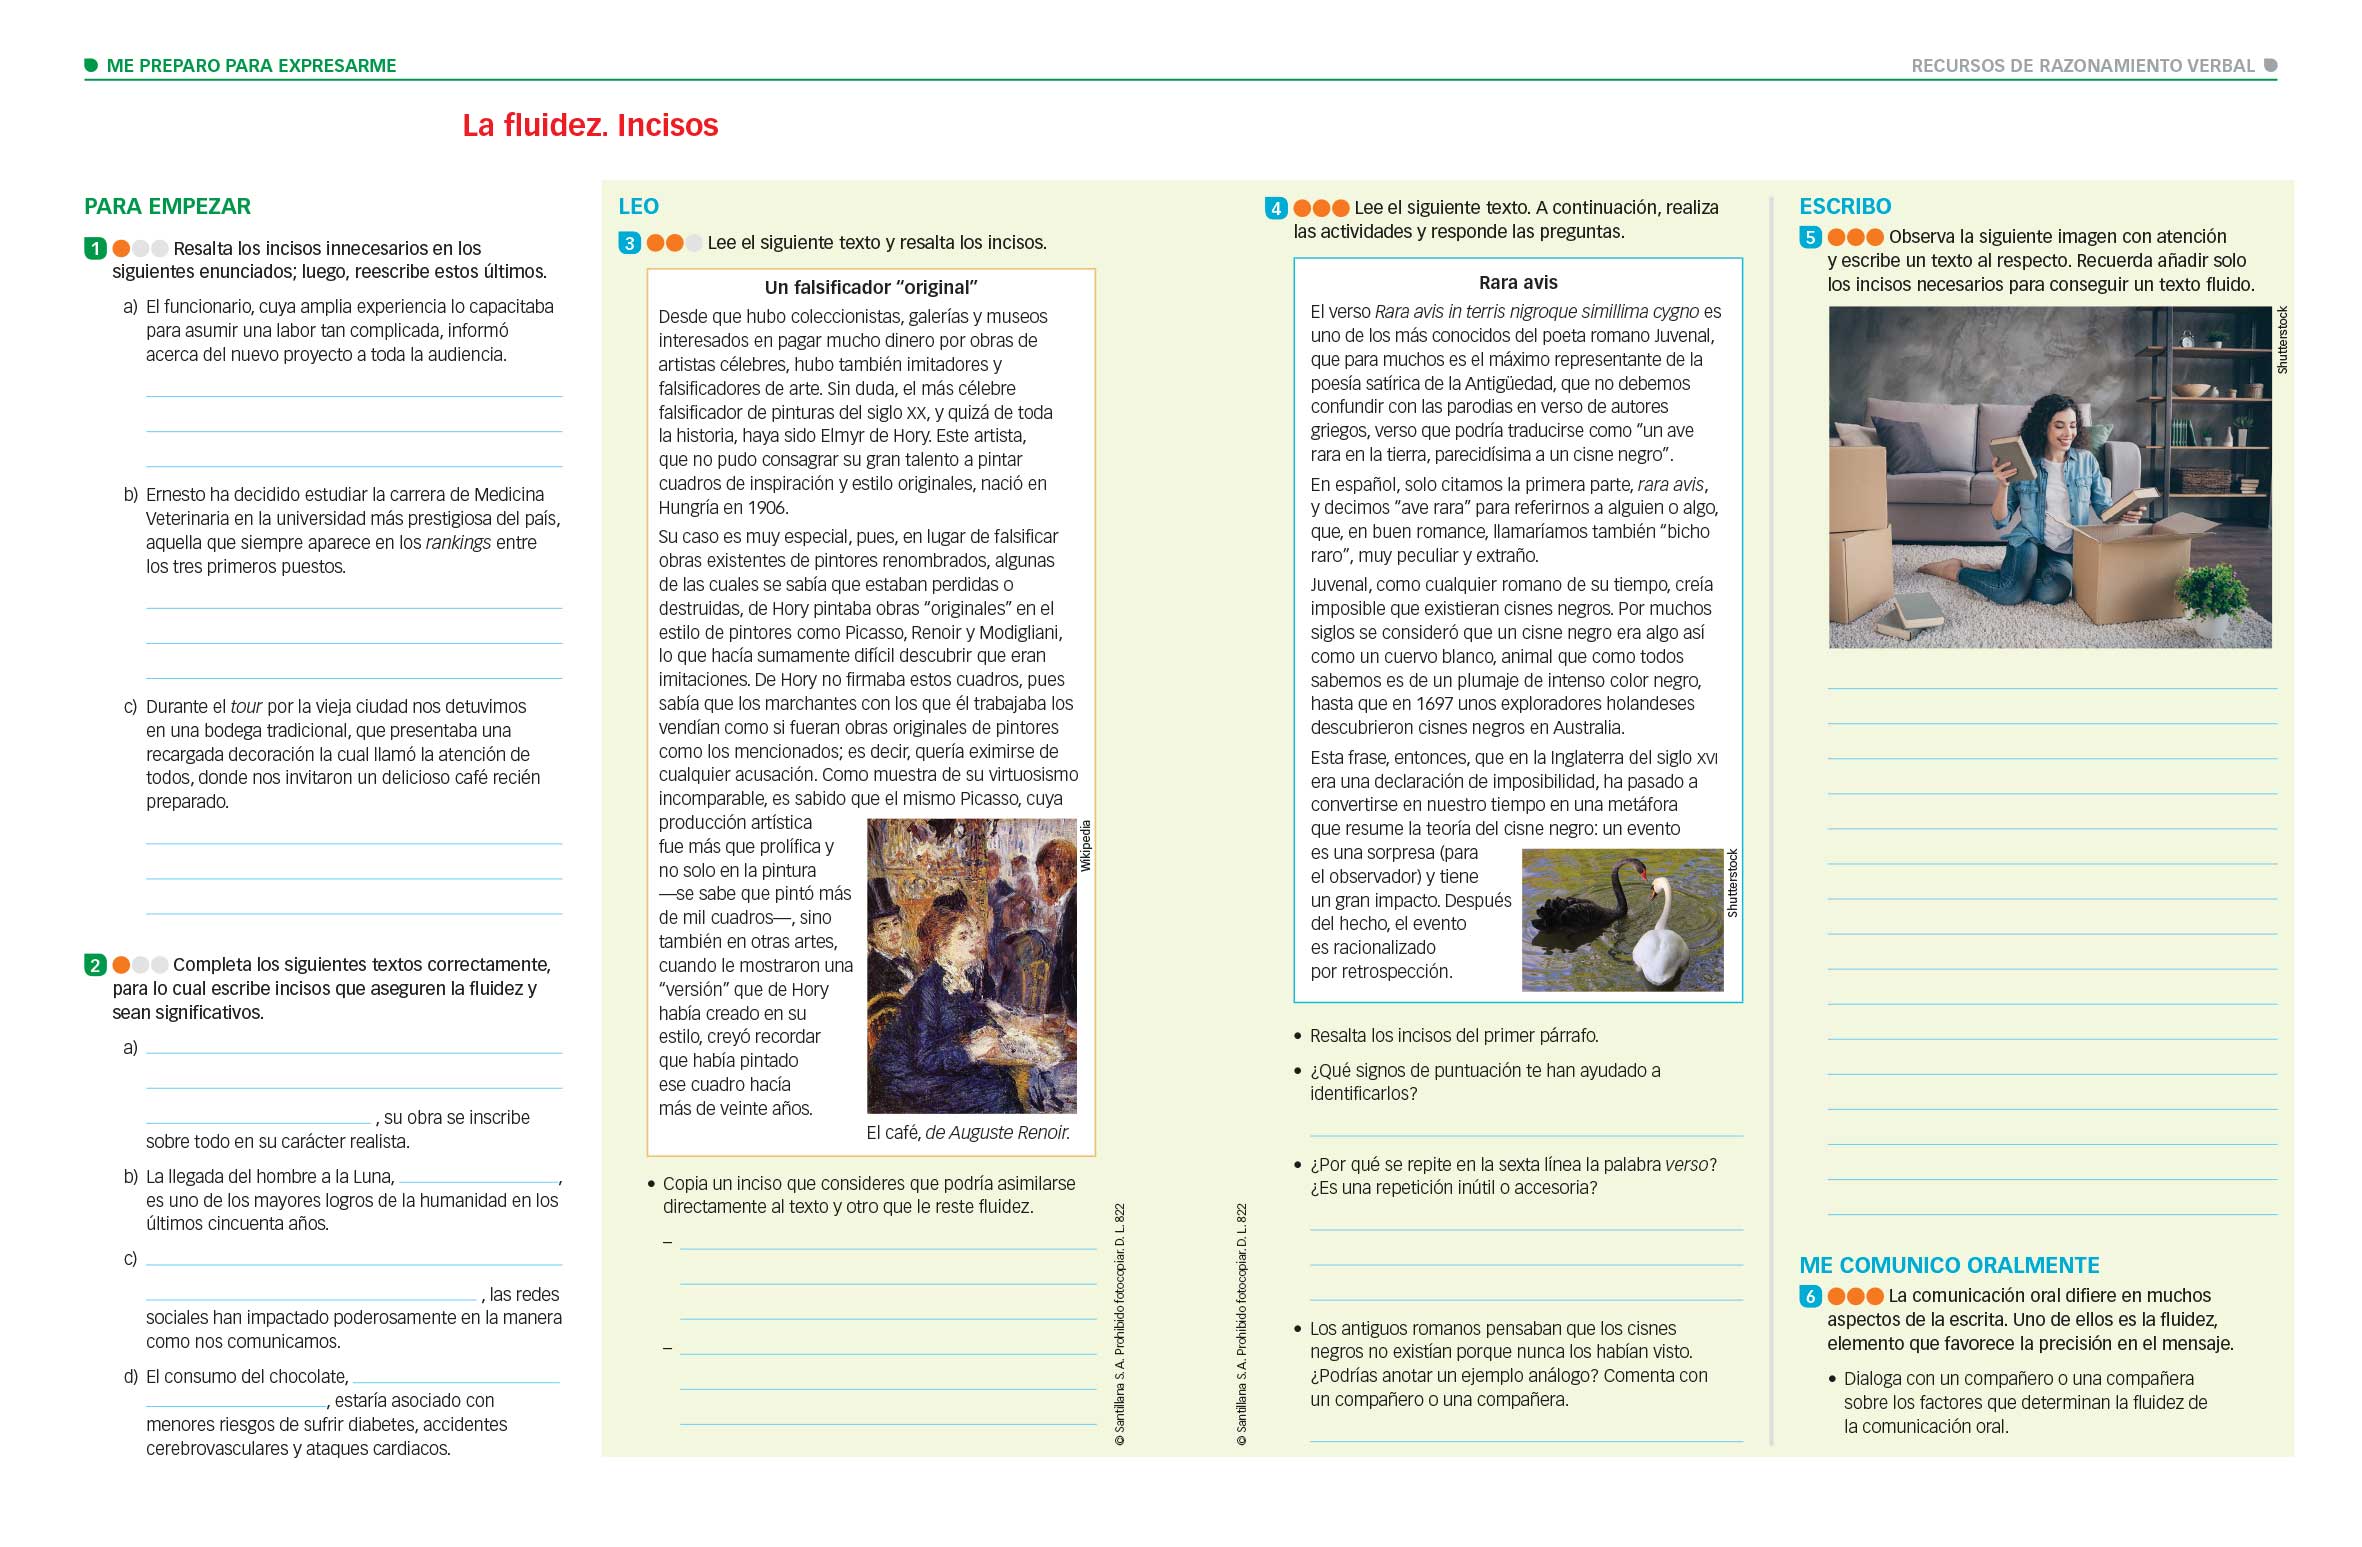 ME PREPARO PARA EXPRESARME
RECURSOS DE RAZONAMIENTO VERBAL
La fluidez. Incisos
PARA EMPEZAR
1 Resalta los incisos innecesarios en los
siguientes enunciados; luego, reescribe estos últimos.
a) El funcionario, cuya amplia experiencia lo capacitaba
para asumir una labor tan complicada, informó
acerca del nuevo proyecto a toda la audiencia.
b) Ernesto ha decidido estudiar la carrera de Medicina
Veterinaria en la universidad más prestigiosa del país,
aquella que siempre aparece en los rankings entre
los tres primeros puestos.
c) Durante el tour por la vieja ciudad nos detuvimos
en una bodega tradicional, que presentaba una
recargada decoración la cual llamó la atención de
todos, donde nos invitaron un delicioso café recién
preparado.
2 Completa los siguientes textos correctamente,
para lo cual escribe incisos que aseguren la fluidez y
sean significativos.
a)
, su obra se inscribe
sobre todo en su carácter realista.
b) La llegada del hombre a la Luna, ,
es uno de los mayores logros de la humanidad en los
últimos cincuenta años.
c)
, las redes
sociales han impactado poderosamente en la manera
como nos comunicamos.
d) El consumo del chocolate,
, estaría asociado con
menores riesgos de sufrir diabetes, accidentes
cerebrovasculares y ataques cardiacos.
LEO
3 Lee el siguiente texto y resalta los incisos.
Un falsificador “original”
Desde que hubo coleccionistas, galerías y museos
interesados en pagar mucho dinero por obras de
artistas célebres, hubo también imitadores y
falsificadores de arte. Sin duda, el más célebre
falsificador de pinturas del siglo XX, y quizá de toda
la historia, haya sido Elmyr de Hory. Este artista,
que no pudo consagrar su gran talento a pintar
cuadros de inspiración y estilo originales, nació en
Hungría en 1906.
Su caso es muy especial, pues, en lugar de falsificar
obras existentes de pintores renombrados, algunas
de las cuales se sabía que estaban perdidas o
destruidas, de Hory pintaba obras “originales” en el
estilo de pintores como Picasso, Renoir y Modigliani,
lo que hacía sumamente difícil descubrir que eran
imitaciones. De Hory no firmaba estos cuadros, pues
sabía que los marchantes con los que él trabajaba los
vendían como si fueran obras originales de pintores
como los mencionados; es decir, quería eximirse de
cualquier acusación. Como muestra de su virtuosismo
incomparable, es sabido que el mismo Picasso, cuya
producción artística
fue más que prolífica y
no solo en la pintura
—se sabe que pintó más
de mil cuadros—, sino
también en otras artes,
cuando le mostraron una
“versión” que de Hory
había creado en su
estilo, creyó recordar
que había pintado
ese cuadro hacía
más de veinte años.
Wikipedia
El café, de Auguste Renoir.
• Copia un inciso que consideres que podría asimilarse
directamente al texto y otro que le reste fluidez.
–
–
© Santillana S. A. Prohibido fotocopiar. D. L. 822
© Santillana S. A. Prohibido fotocopiar. D. L. 822
4 Lee el siguiente texto. A continuación, realiza
las actividades y responde las preguntas.
Rara avis
El verso Rara avis in terris nigroque simillima cygno es
uno de los más conocidos del poeta romano Juvenal,
que para muchos es el máximo representante de la
poesía satírica de la Antigüedad, que no debemos
confundir con las parodias en verso de autores
griegos, verso que podría traducirse como “un ave
rara en la tierra, parecidísima a un cisne negro”.
En español, solo citamos la primera parte, rara avis,
y decimos “ave rara” para referirnos a alguien o algo,
que, en buen romance, llamaríamos también “bicho
raro”, muy peculiar y extraño.
Juvenal, como cualquier romano de su tiempo, creía
imposible que existieran cisnes negros. Por muchos
siglos se consideró que un cisne negro era algo así
como un cuervo blanco, animal que como todos
sabemos es de un plumaje de intenso color negro,
hasta que en 1697 unos exploradores holandeses
descubrieron cisnes negros en Australia.
Esta frase, entonces, que en la Inglaterra del siglo XVI
era una declaración de imposibilidad, ha pasado a
convertirse en nuestro tiempo en una metáfora
que resume la teoría del cisne negro: un evento
es una sorpresa (para
el observador) y tiene
un gran impacto. Después
del hecho, el evento
es racionalizado
por retrospección.
Shutterstock
• Resalta los incisos del primer párrafo.
• ¿Qué signos de puntuación te han ayudado a
identificarlos?
• ¿Por qué se repite en la sexta línea la palabra verso?
¿Es una repetición inútil o accesoria?
• Los antiguos romanos pensaban que los cisnes
negros no existían porque nunca los habían visto.
¿Podrías anotar un ejemplo análogo? Comenta con
un compañero o una compañera.
ESCRIBO
5 Observa la siguiente imagen con atención
y escribe un texto al respecto. Recuerda añadir solo
los incisos necesarios para conseguir un texto fluido.
Shutterstock
ME COMUNICO ORALMENTE
6 La comunicación oral difiere en muchos
aspectos de la escrita. Uno de ellos es la fluidez,
elemento que favorece la precisión en el mensaje.
• Dialoga con un compañero o una compañera
sobre los factores que determinan la fluidez de
la comunicación oral.